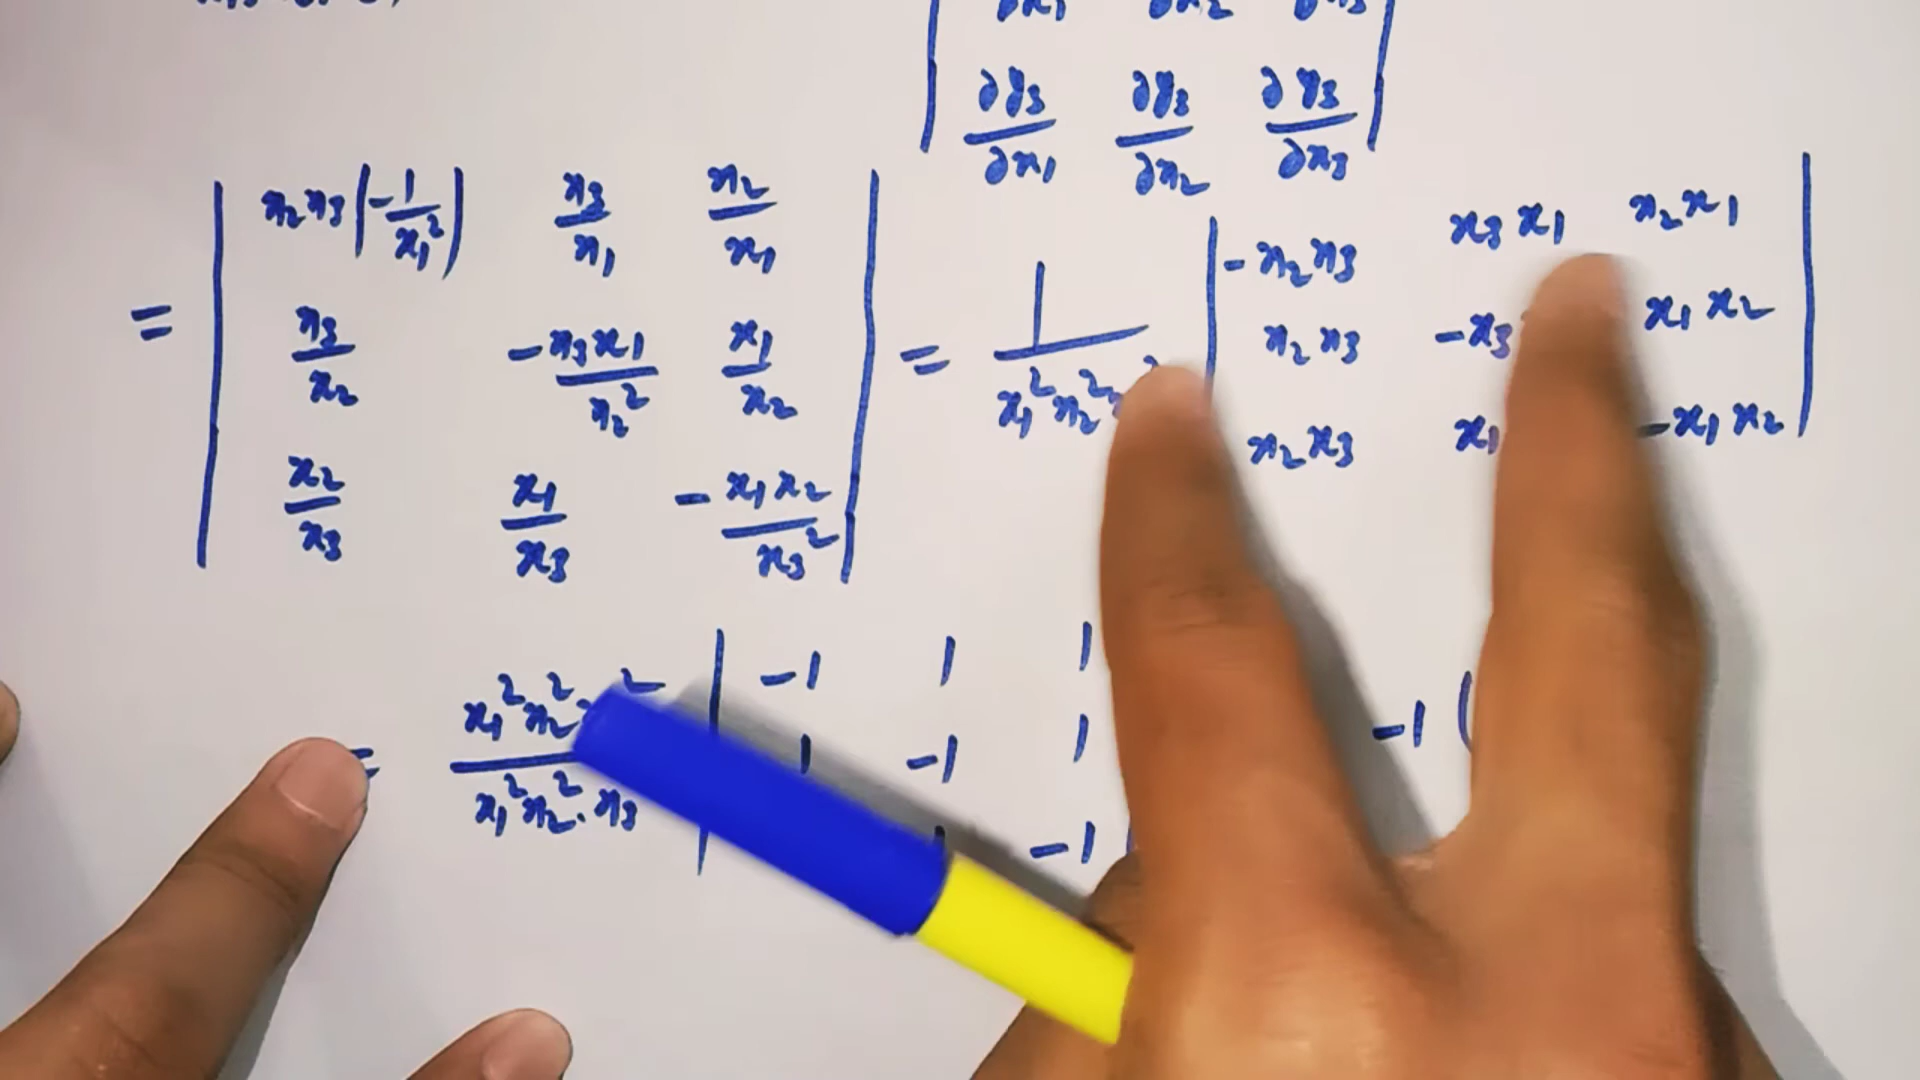 ∂y₃/∂x₁ ∂y₃/∂x₂ ∂y₃/∂x₃
= | x₂x₃(-1/x₁²) x₃/x₁ x₂/x₁ |
| x₃/x₂ -x₃x₁/x₂² x₁/x₂ |
| x₂/x₃ x₁/x₃ -x₁x₂/x₃² |
= 1/x₁²x₂² | -x₂x₃ x₃x₁ x₂x₁ |
| x₂x₃ -x₃ x₁x₂ |
| x₂x₃ x₁ -x₁x₂ |
= x₁²x₂² / x₁²x₂².x₃ | -1 1 1
1 -1 1 -1 (
1 -1 |